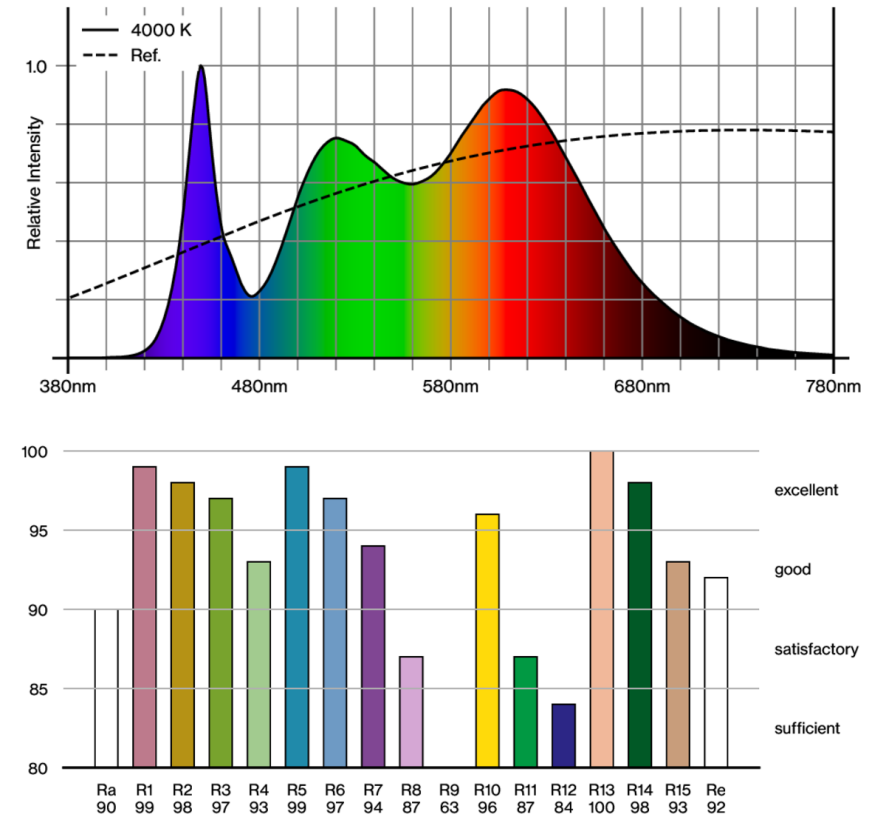 4000 K
Ref.
1.0
Relative Intensity
380nm 480nm 580nm 680nm 780nm
100
excellent
95
good
90
satisfactory
85
sufficient
80
Ra R1 R2 R3 R4 R5 R6 R7 R8 R9 R10 R11 R12 R13 R14 R15 Re
90 99 98 97 93 99 97 94 87 63 96 87 84 100 98 93 92